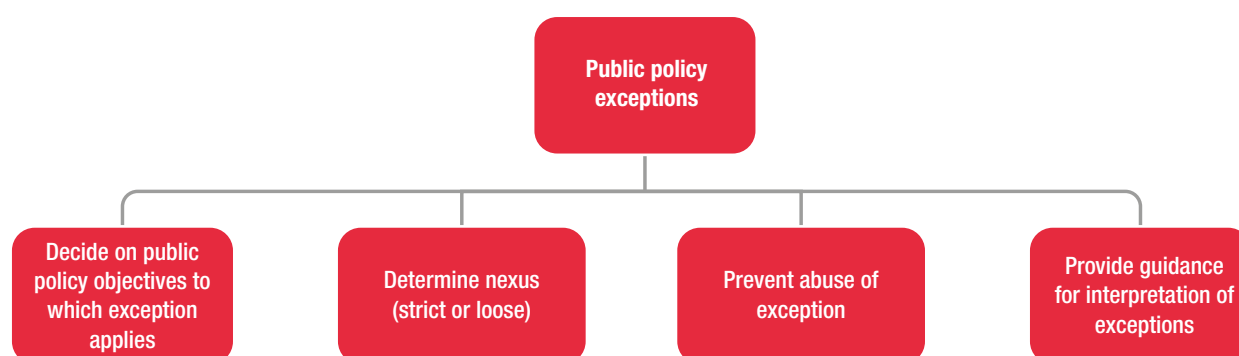 Public policy
exceptions
Decide on public
policy objectives to
which exception
applies
Determine nexus
(strict or loose)
Prevent abuse of
exception
Provide guidance
for interpretation of
exceptions